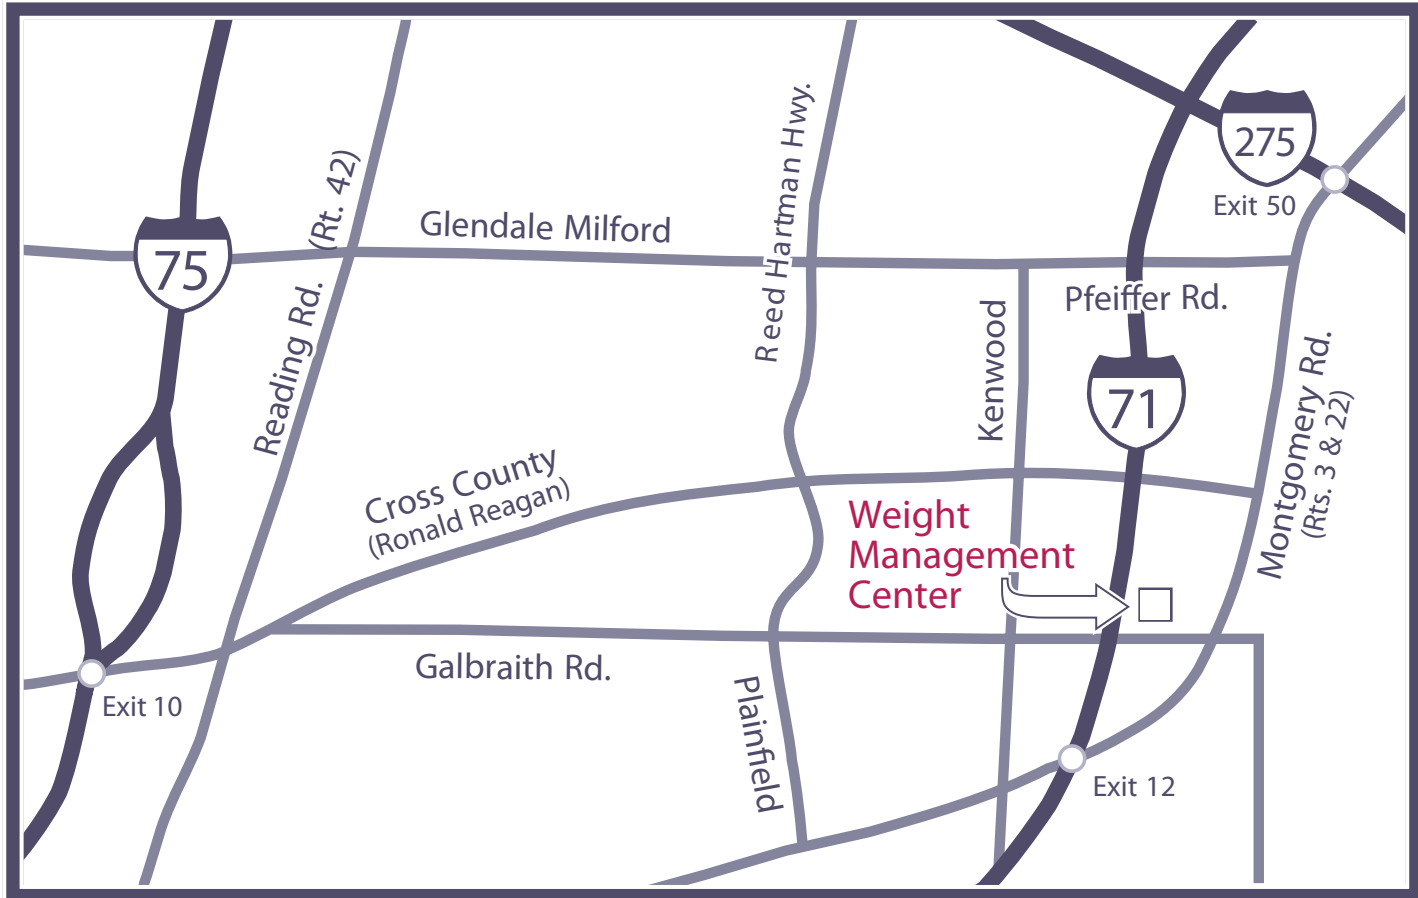 275
Exit 50
(Rt. 42)
Reed Hartman Hwy.
Glendale Milford
75
Pfeiffer Rd.
Reading Rd.
Kenwood
71
Montgomery Rd.
(Rts. 3 & 22)
Cross County
(Ronald Reagan)
Weight
Management
Center
Galbraith Rd.
Exit 10
Plainfield
Exit 12